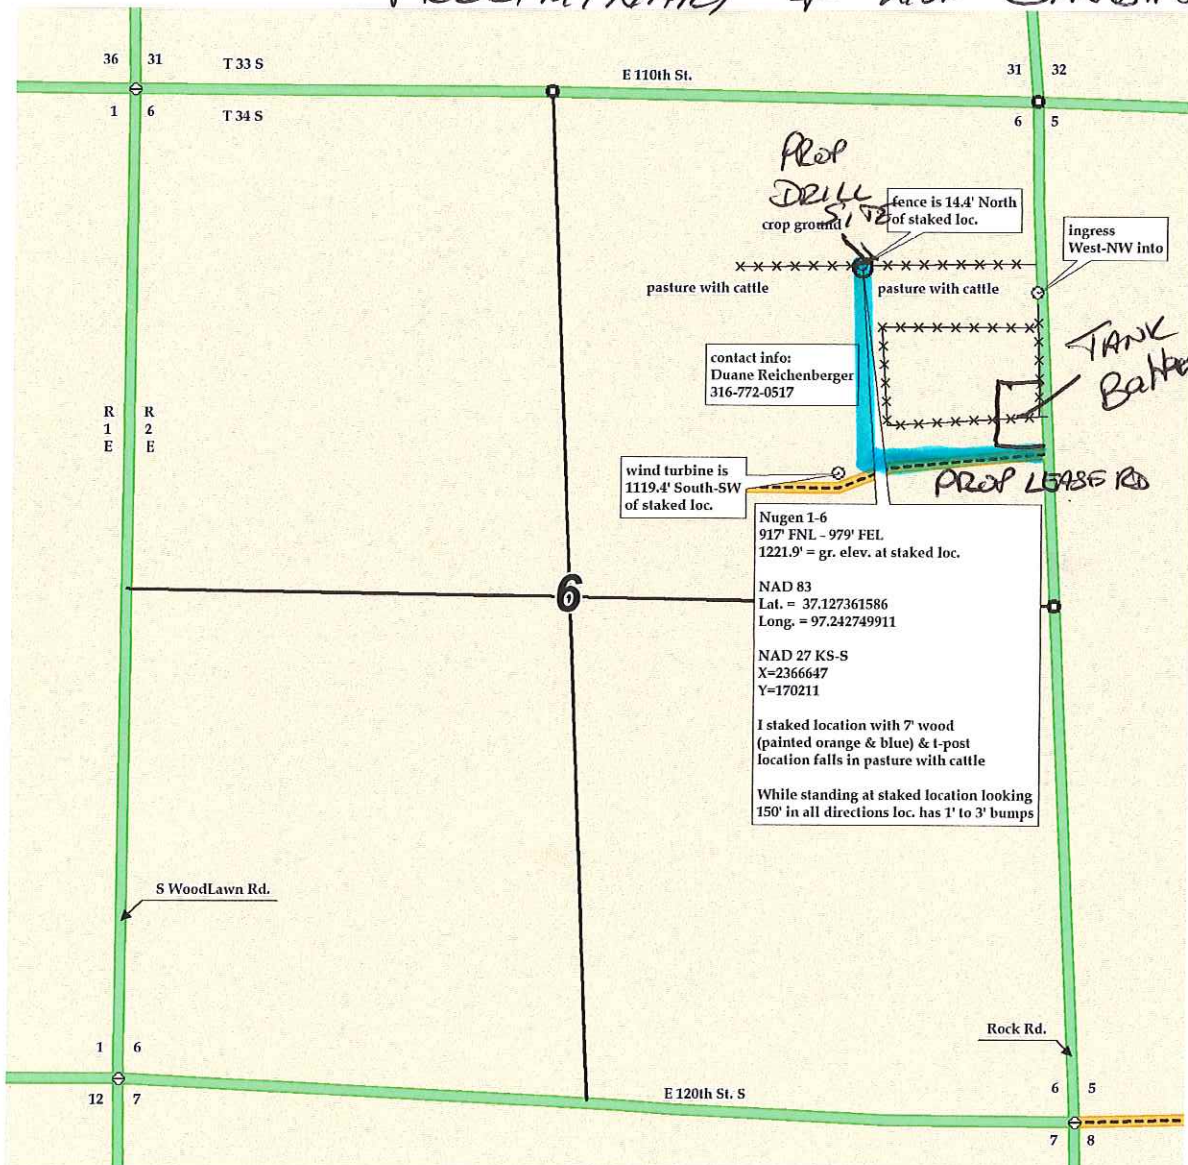 36 31
T 33 S
E 110th St.
31 32
1 6
T 34 S
6 5
PROP
DRILL
SITE
fence is 14.4' North
of staked loc.
crop ground
ingress
West-NW into
pasture with cattle
pasture with cattle
TANK
contact info:
Duane Reichenberger
316-772-0517
R R
1 2
E E
wind turbine is
1119.4' South-SW
of staked loc.
PROP LEASE RD
Nugen 1-6
917' FNL - 979' FEL
1221.9' = gr. elev. at staked loc.
NAD 83
Lat. = 37.127361586
Long. = 97.242749911
NAD 27 KS-S
X=2366647
Y=170211
I staked location with 7' wood
(painted orange & blue) & t-post
location falls in pasture with cattle
While standing at staked location looking
150' in all directions loc. has 1' to 3' bumps
6
S WoodLawn Rd.
Rock Rd.
1 6
12 7
E 120th St. S
6 5
7 8